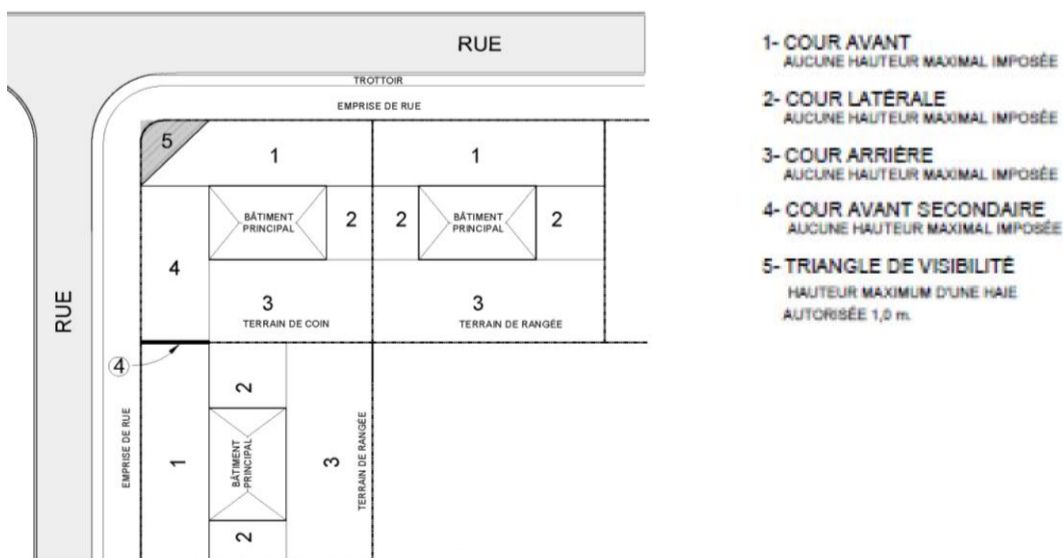 RUE
TROTTOIR
EMPRISE DE RUE
5
1
1
BÂTIMENT
PRINCIPAL
2
2
BÂTIMENT
PRINCIPAL
2
4
3
TERRAIN DE COIN
3
TERRAIN DE RANGÉE
RUE
4
EMPRISE DE RUE
1
2
BÂTIMENT
PRINCIPAL
2
3
TERRAIN DE RANGÉE
1- COUR AVANT
AUCUNE HAUTEUR MAXIMAL IMPOSÉE
2- COUR LATÉRALE
AUCUNE HAUTEUR MAXIMAL IMPOSÉE
3- COUR ARRIÈRE
AUCUNE HAUTEUR MAXIMAL IMPOSÉE
4- COUR AVANT SECONDAIRE
AUCUNE HAUTEUR MAXIMAL IMPOSÉE
5- TRIANGLE DE VISIBILITÉ
HAUTEUR MAXIMUM D'UNE HAIE
AUTORISÉE 1,0 m.